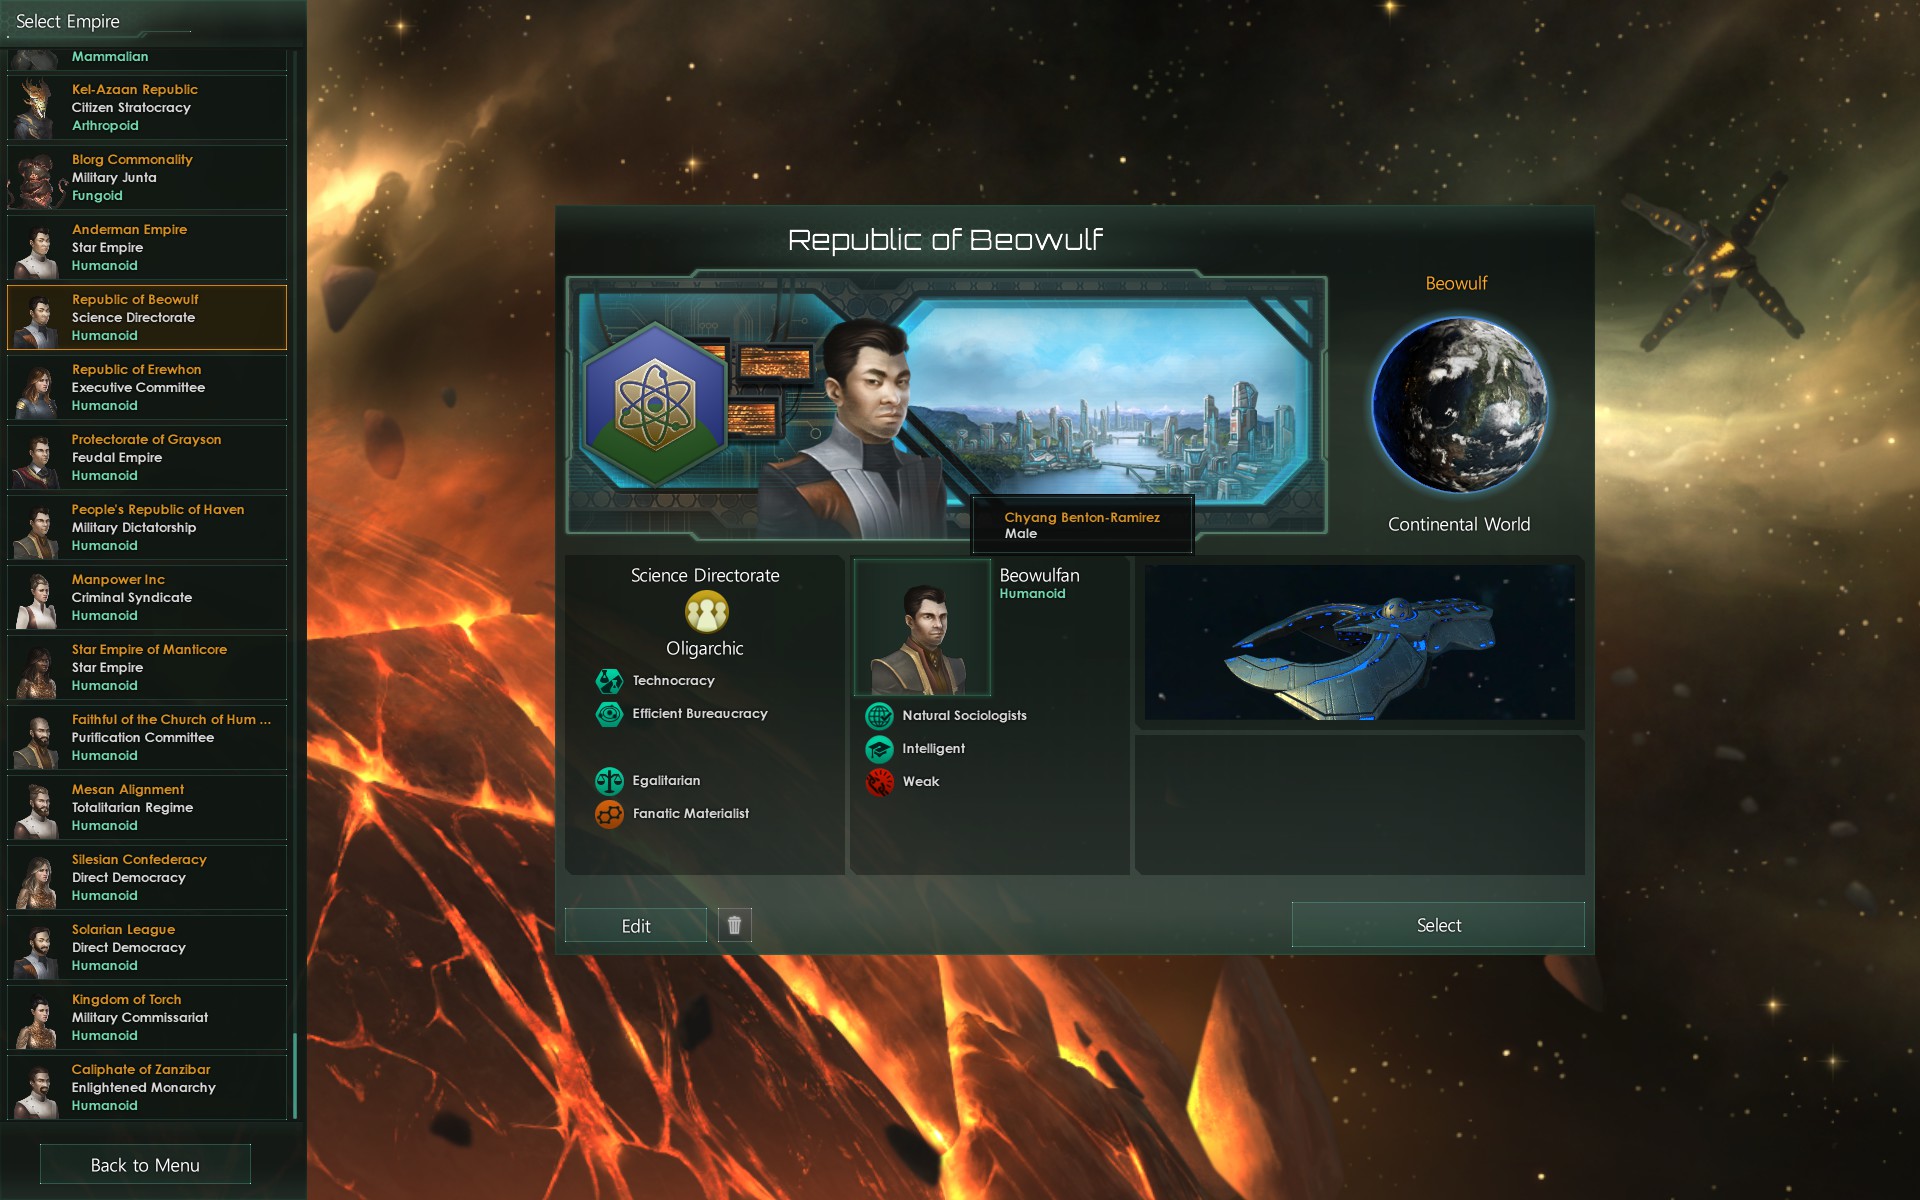 Select Empire
Mammalian
Kel-Azaan Republic
Citizen Stratocracy
Arthropoid
Blorg Commonality
Military Junta
Fungoid
Anderman Empire
Star Empire
Humanoid
Republic of Beowulf
Science Directorate
Humanoid
Republic of Erewhon
Executive Committee
Humanoid
Protectorate of Grayson
Feudal Empire
Humanoid
People's Republic of Haven
Military Dictatorship
Humanoid
Manpower Inc
Criminal Syndicate
Humanoid
Star Empire of Manticore
Star Empire
Humanoid
Faithful of the Church of Hum ...
Purification Committee
Humanoid
Mesan Alignment
Totalitarian Regime
Humanoid
Silesian Confederacy
Direct Democracy
Humanoid
Solarian League
Direct Democracy
Humanoid
Kingdom of Torch
Military Commissariat
Humanoid
Caliphate of Zanzibar
Enlightened Monarchy
Humanoid
Back to Menu
Republic of Beowulf
Beowulf
Continental World
Chyang Benton-Ramirez
Male
Science Directorate
Oligarchic
Technocracy
Efficient Bureaucracy
Egalitarian
Fanatic Materialist
Beowulfan
Humanoid
Natural Sociologists
Intelligent
Weak
Edit
Select